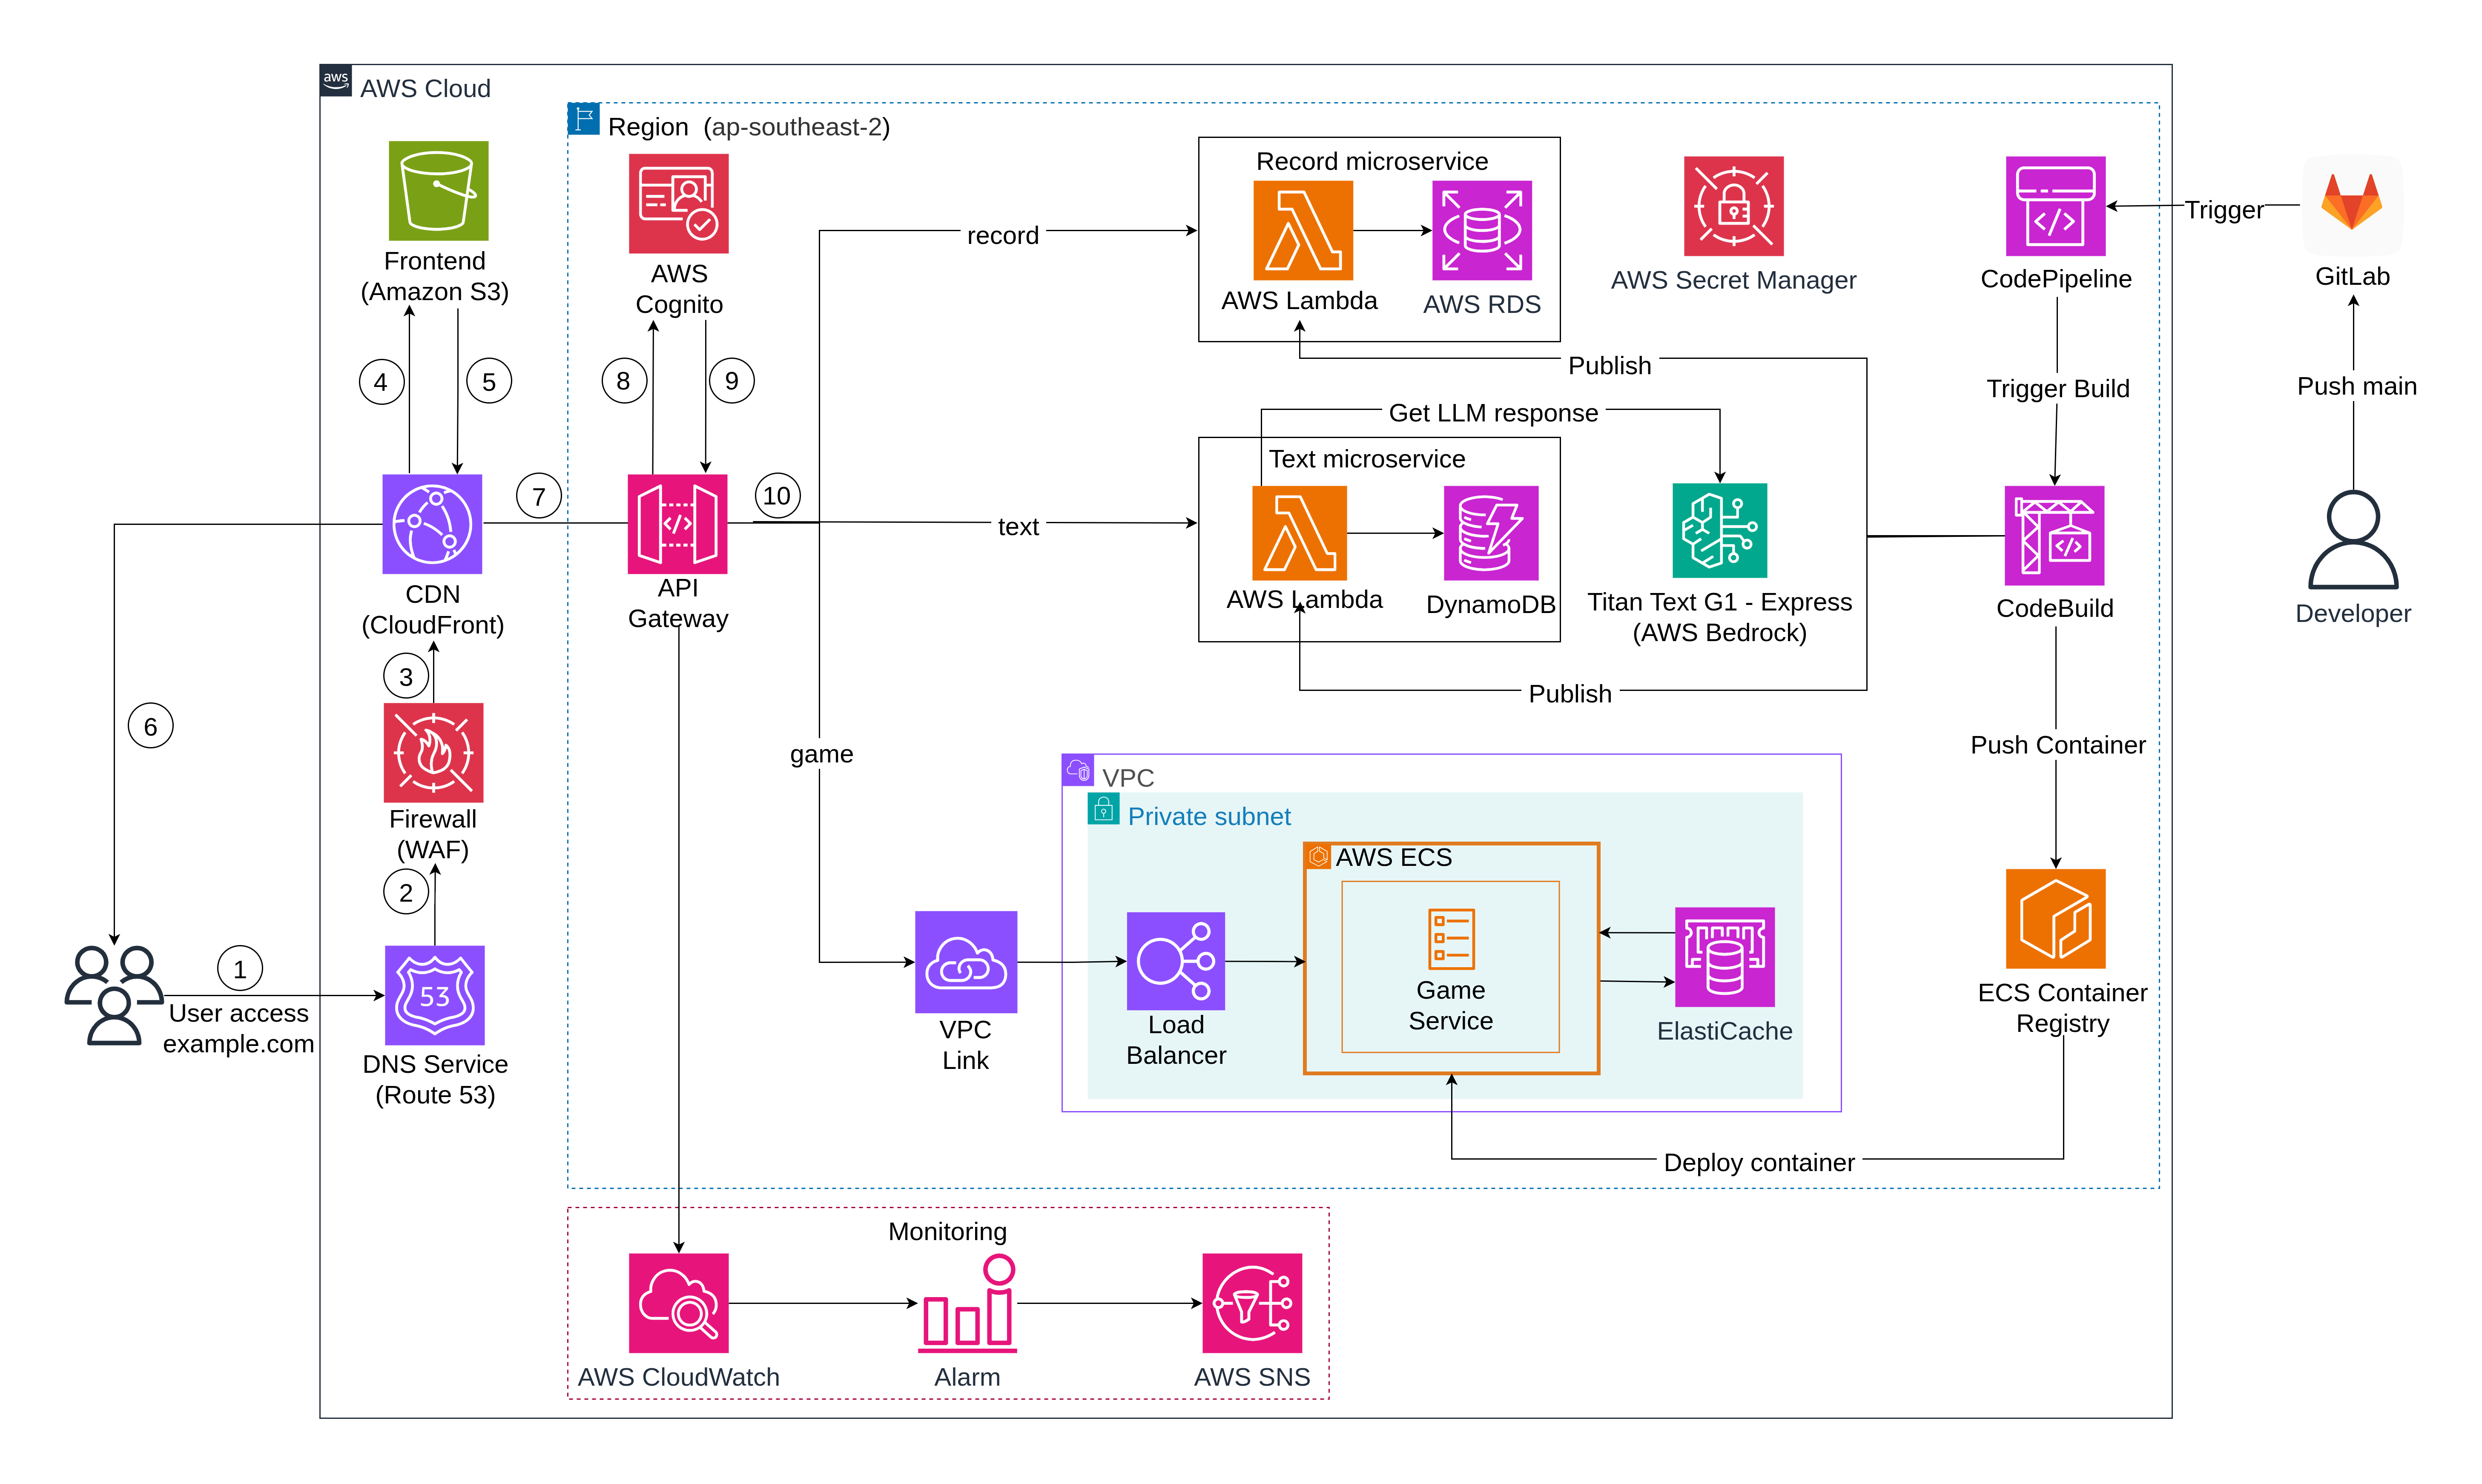 aws
AWS Cloud
Region (ap-southeast-2)
Frontend
(Amazon S3)
AWS
Cognito
record
Record microservice
AWS Lambda
AWS RDS
AWS Secret Manager
CodePipeline
Trigger
GitLab
4
5
8
9
Publish
Trigger Build
Push main
Get LLM response
Text microservice
7
10
text
CDN
(CloudFront)
API
Gateway
AWS Lambda
DynamoDB
Titan Text G1 - Express
(AWS Bedrock)
CodeBuild
Developer
3
Publish
6
game
Push Container
Firewall
(WAF)
VPC
Private subnet
AWS ECS
2
1
User access
example.com
53
DNS Service
(Route 53)
VPC
Link
Load
Balancer
Game
Service
ElastiCache
ECS Container
Registry
Deploy container
Monitoring
AWS CloudWatch
Alarm
AWS SNS